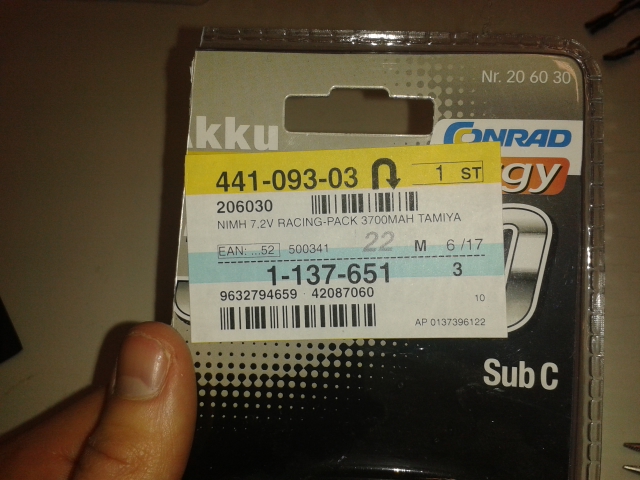 Nr. 20 60 30
Akku
CONRAD
441-093-03 1 ST
gy
206030
NIMH 7,2V RACING-PACK 3700MAH TAMIYA
EAN: ...52 500341 22 M 6 /17
1-137-651 3
9632794659 42087060
10
AP 0137396122
Sub C